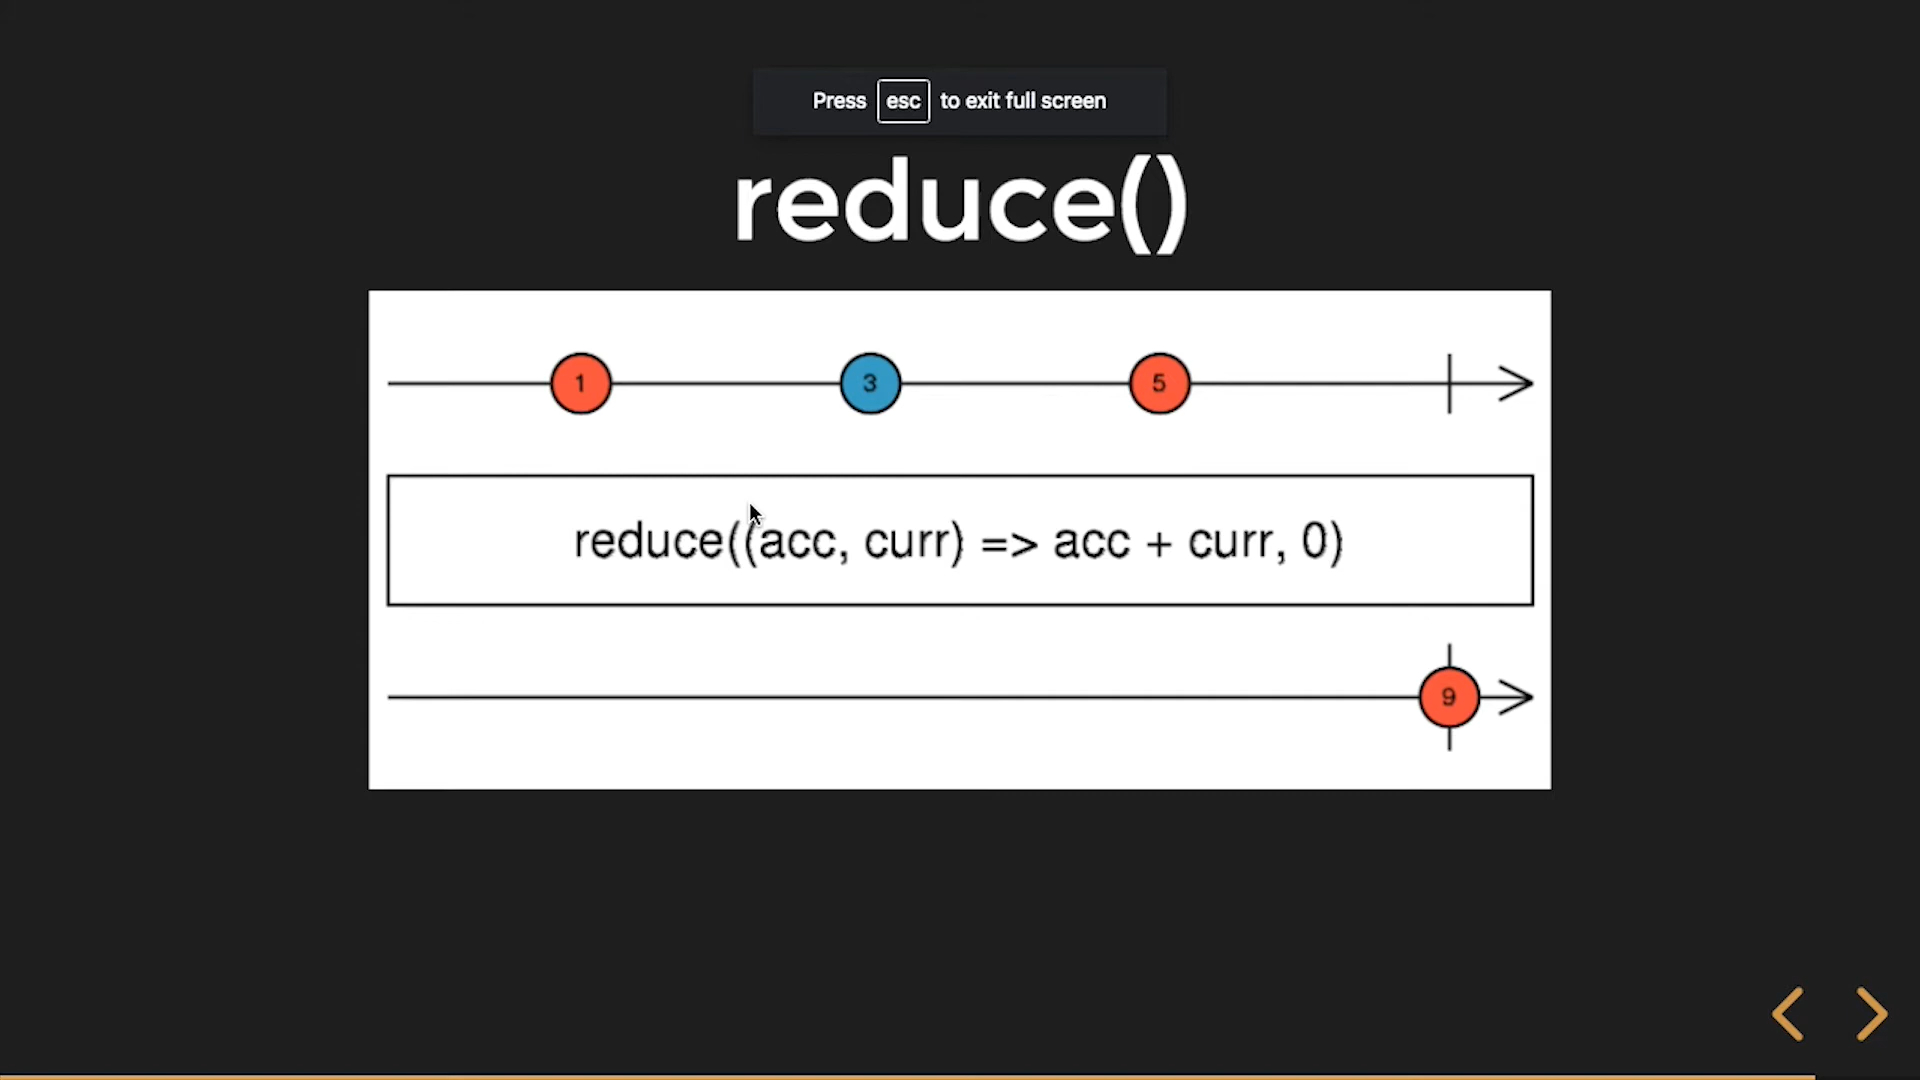 Press esc to exit full screen
reduce()
1 3 5
reduce((acc, curr) => acc + curr, 0)
9